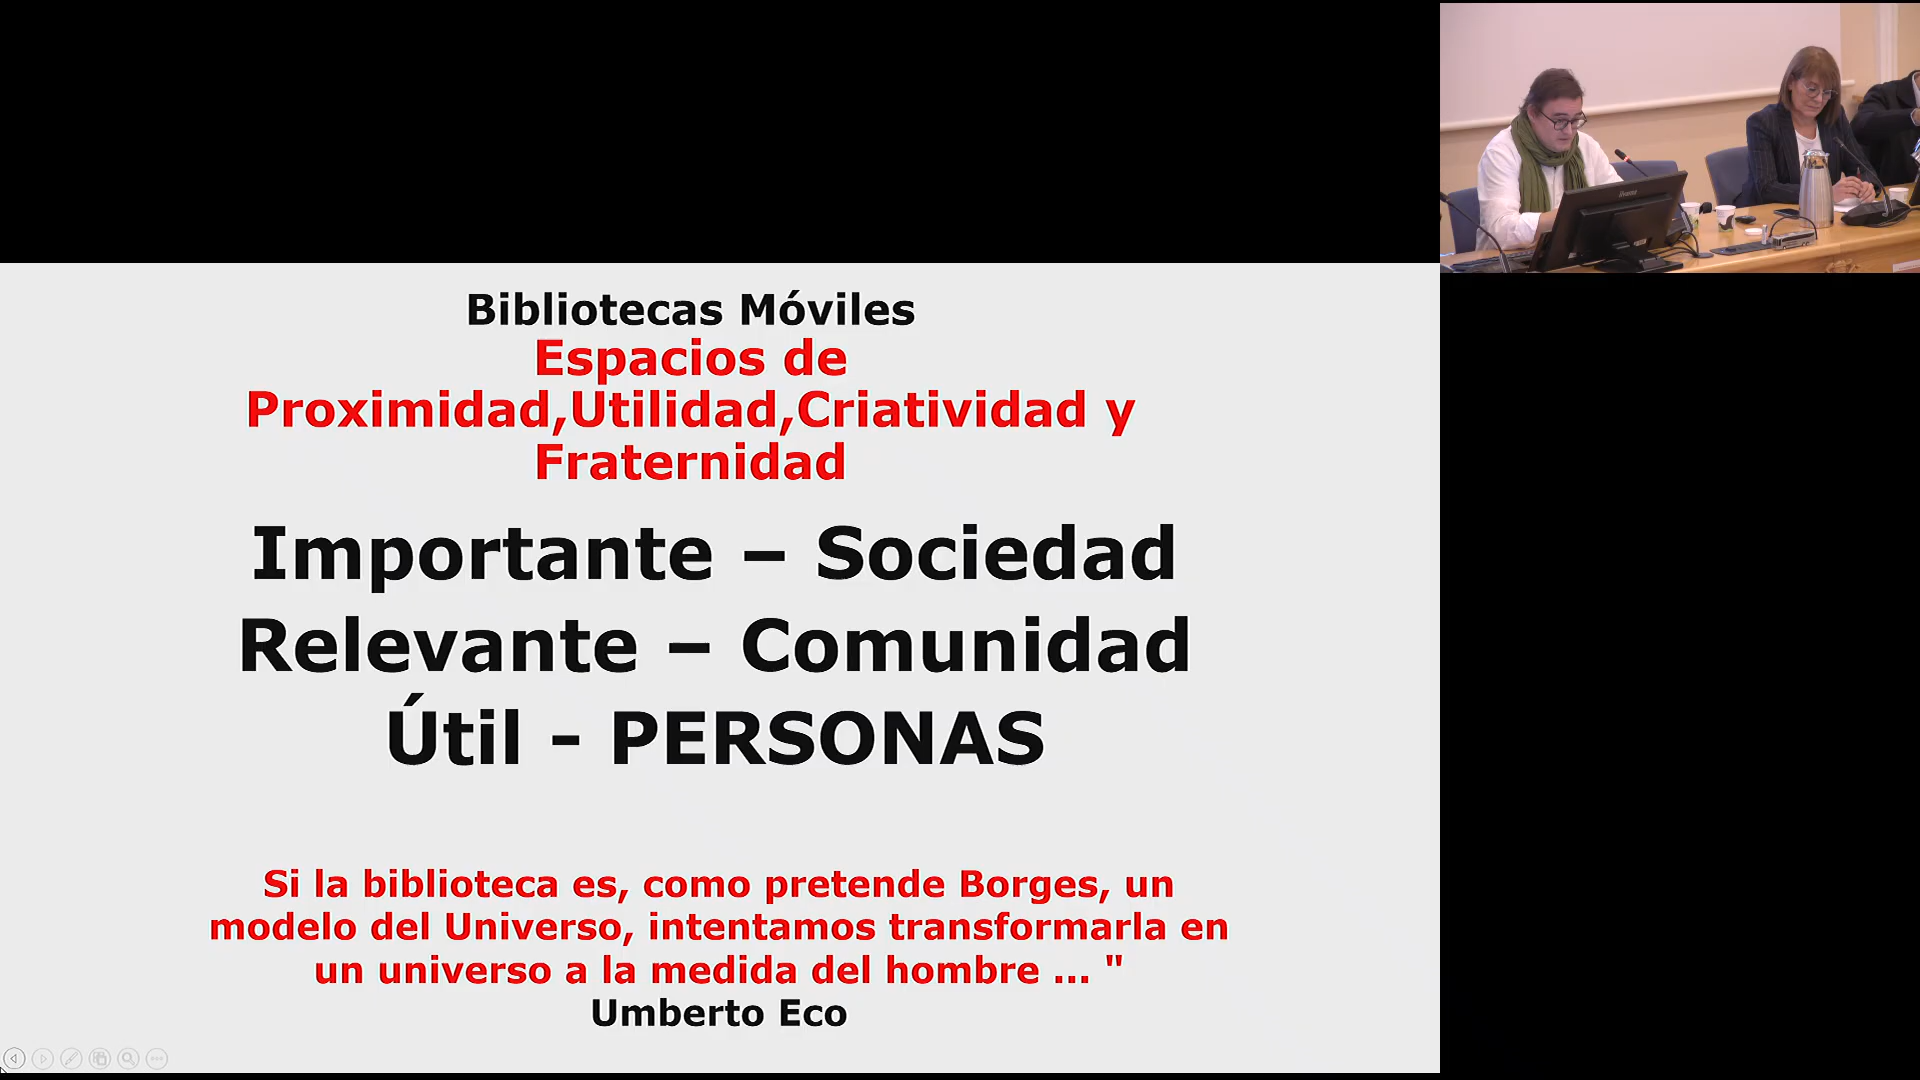 Bibliotecas Móviles
Espacios de
Proximidad,Utilidad,Criatividad y
Fraternidad
Importante – Sociedad
Relevante – Comunidad
Útil - PERSONAS
Si la biblioteca es, como pretende Borges, un
modelo del Universo, intentamos transformarla en
un universo a la medida del hombre ... "
Umberto Eco